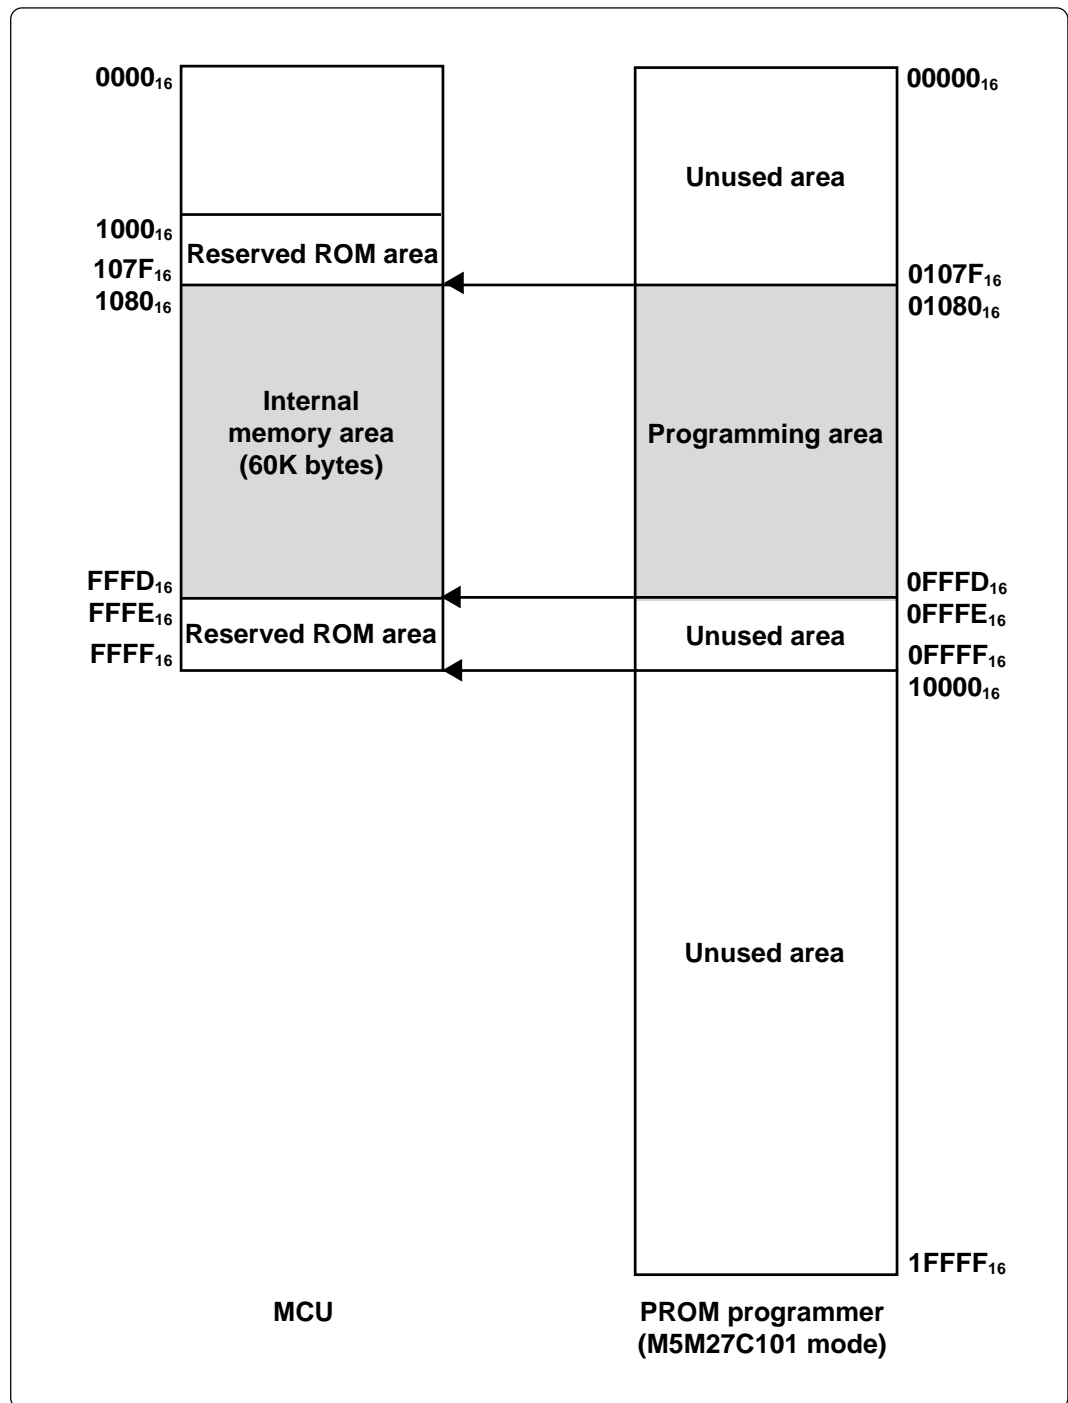 0000₁₆
1000₁₆
Reserved ROM area
107F₁₆
1080₁₆
Internal
memory area
(60K bytes)
FFFD₁₆
FFFE₁₆
Reserved ROM area
FFFF₁₆
MCU
00000₁₆
Unused area
0107F₁₆
01080₁₆
Programming area
0FFFD₁₆
0FFFE₁₆
Unused area
0FFFF₁₆
10000₁₆
Unused area
1FFFF₁₆
PROM programmer
(M5M27C101 mode)